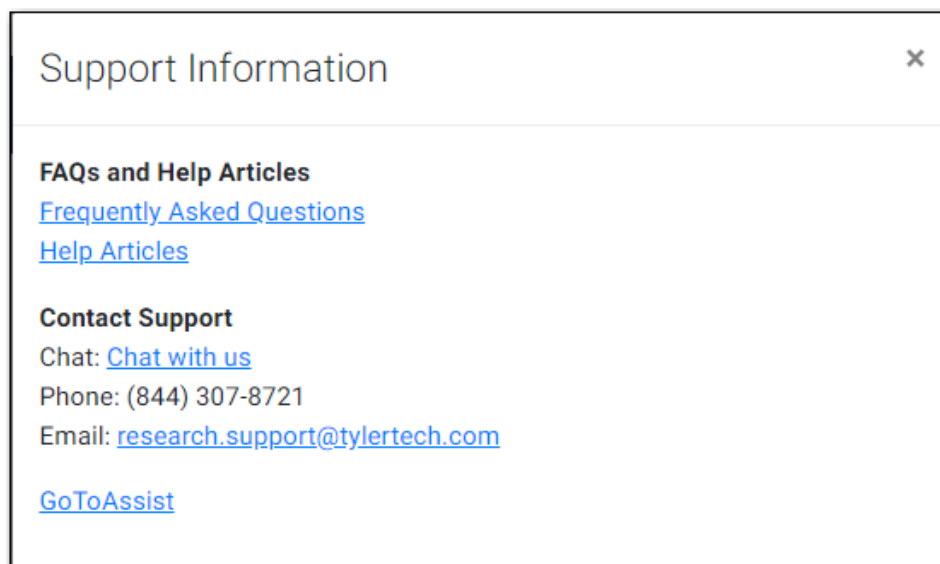 Support Information
×
FAQs and Help Articles
Frequently Asked Questions
Help Articles
Contact Support
Chat: Chat with us
Phone: (844) 307-8721
Email: research.support@tylertech.com
GoToAssist